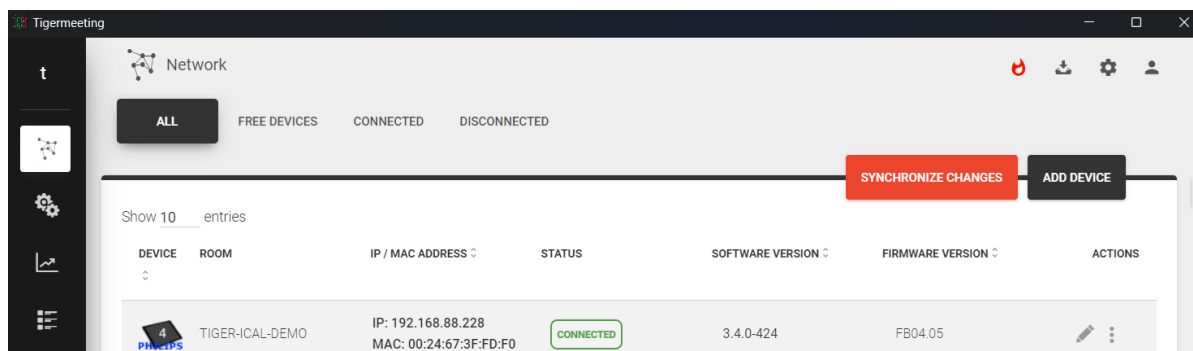 Tigermeeting
t
Network
ALL FREE DEVICES CONNECTED DISCONNECTED
SYNCHRONIZE CHANGES ADD DEVICE
Show 10 entries
DEVICE ROOM IP / MAC ADDRESS STATUS SOFTWARE VERSION FIRMWARE VERSION ACTIONS
4
PHILIPS
TIGER-ICAL-DEMO
IP: 192.168.88.228
MAC: 00:24:67:3F:FD:F0
CONNECTED
3.4.0-424
FB04.05